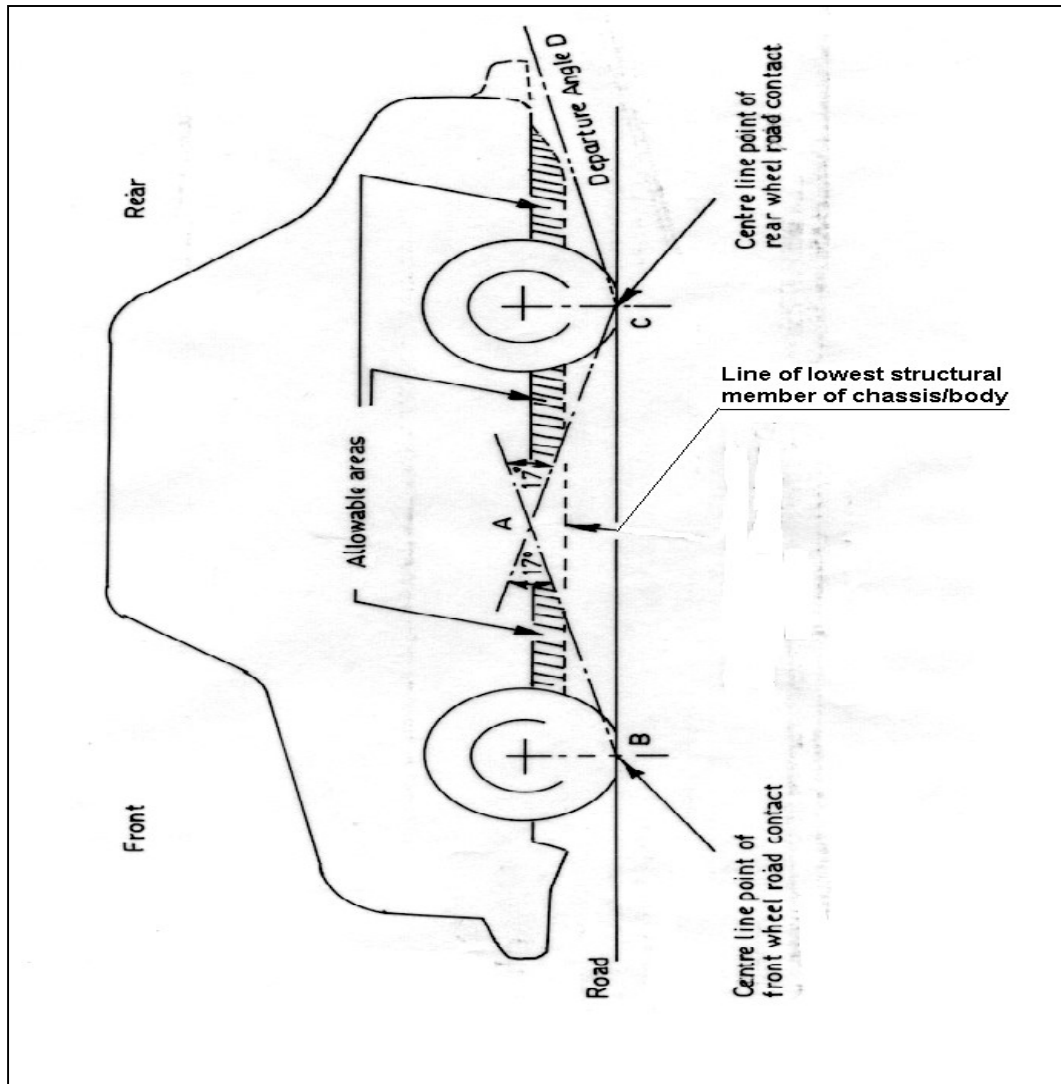 Front
Rear
Allowable areas
A
17°
17°
Departure Angle D
Line of lowest structural
member of chassis/body
Road
B
C
Centre line point of
front wheel road contact
Centre line point of
rear wheel road contact